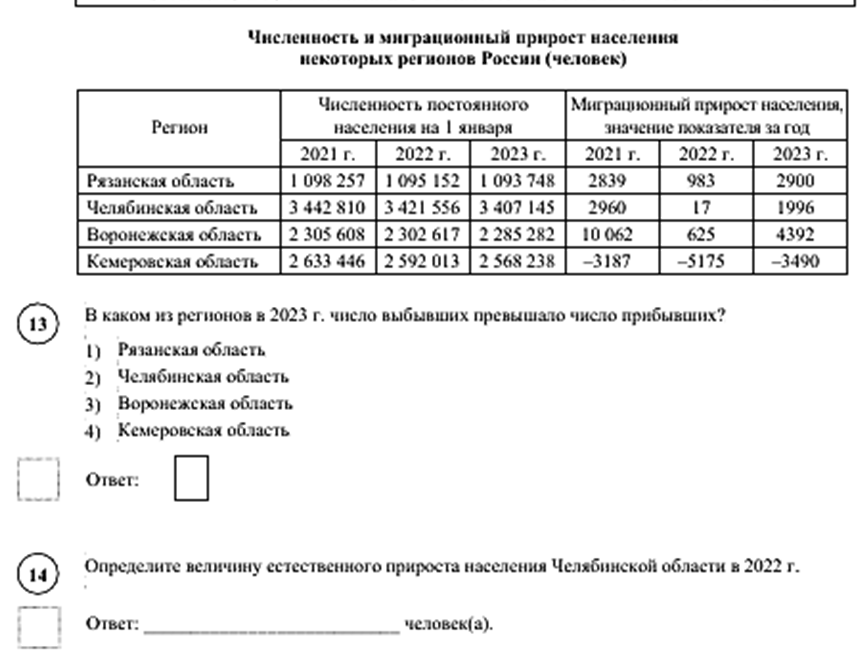 Численность и миграционный прирост населения
некоторых регионов России (человек)
Регион
Численность постоянного населения на 1 января
Миграционный прирост населения, значение показателя за год
2021 г. 2022 г. 2023 г. 2021 г. 2022 г. 2023 г.
Рязанская область 1 098 257 1 095 152 1 093 748 2839 983 2900
Челябинская область 3 442 810 3 421 556 3 407 145 2960 17 1996
Воронежская область 2 305 608 2 302 617 2 285 282 10 062 625 4392
Кемеровская область 2 633 446 2 592 013 2 568 238 –3187 –5175 –3490
13 В каком из регионов в 2023 г. число выбывших превышало число прибывших?
1) Рязанская область
2) Челябинская область
3) Воронежская область
4) Кемеровская область
Ответ:
14 Определите величину естественного прироста населения Челябинской области в 2022 г.
Ответ: человек(а).